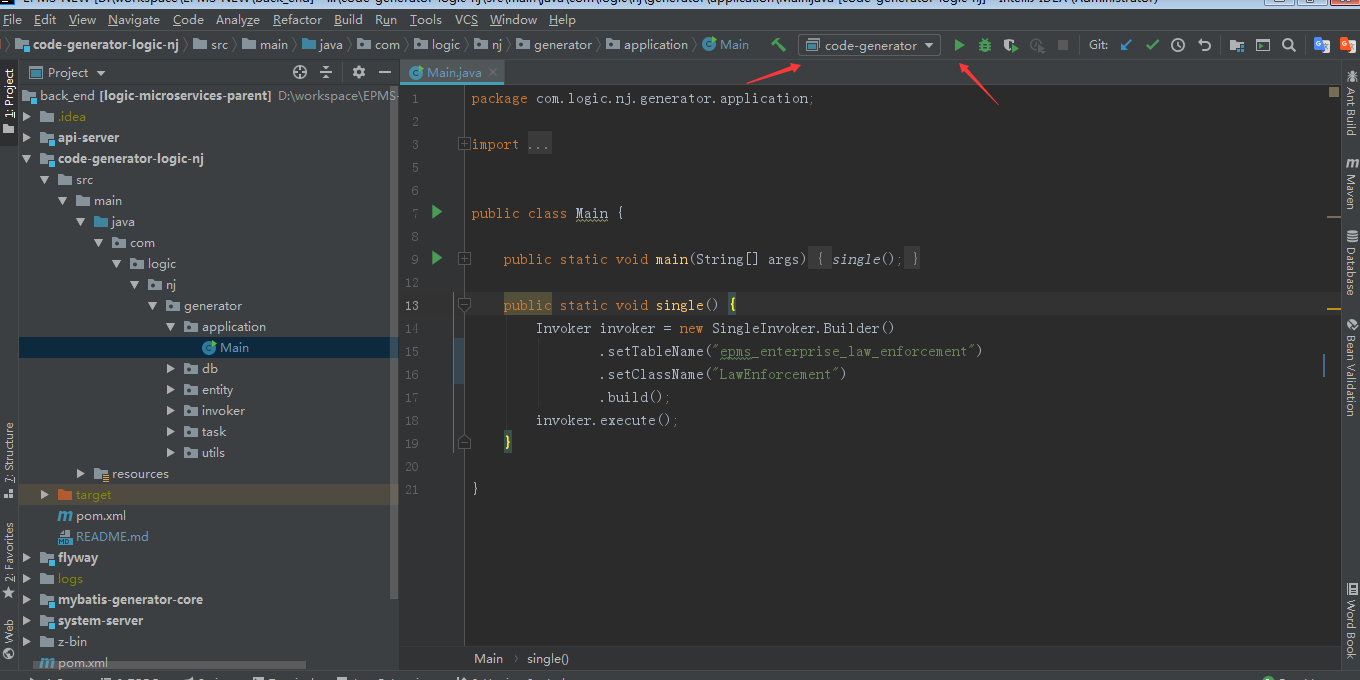 File Edit View Navigate Code Analyze Refactor Build Run Tools VCS Window Help
code-generator-logic-nj src main java com logic nj generator application Main code-generator Git:
Project
Main.java
1: Project
7: Structure
2: Favorites
Web
back_end [logic-microservices-parent] D:\workspace\EPMS-
.idea
api-server
code-generator-logic-nj
src
main
java
com
logic
nj
generator
application
Main
db
entity
invoker
task
utils
resources
target
pom.xml
README.md
flyway
logs
mybatis-generator-core
system-server
z-bin
pom.xml
1 package com.logic.nj.generator.application;
2
3 import ...
5
6
7 public class Main {
8
9 public static void main(String[] args) { single(); }
12
13 public static void single() {
14 Invoker invoker = new SingleInvoker.Builder()
15 .setTableName("epms_enterprise_law_enforcement")
16 .setClassName("LawEnforcement")
17 .build();
18 invoker.execute();
19 }
20
21 }
Main › single()
Ant Build
Maven
Database
Bean Validation
Word Book